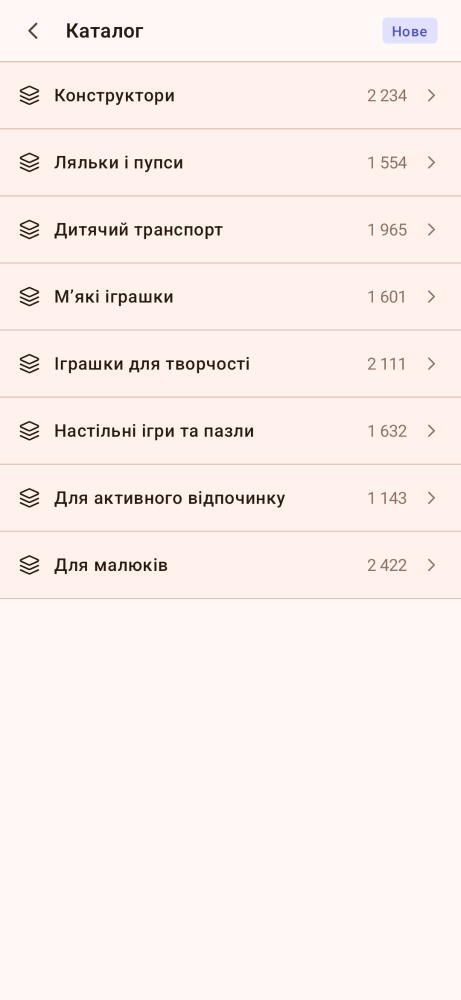 Каталог
Нове
Конструктори 2 234
Ляльки і пупси 1 554
Дитячий транспорт 1 965
М’які іграшки 1 601
Іграшки для творчості 2 111
Настільні ігри та пазли 1 632
Для активного відпочинку 1 143
Для малюків 2 422